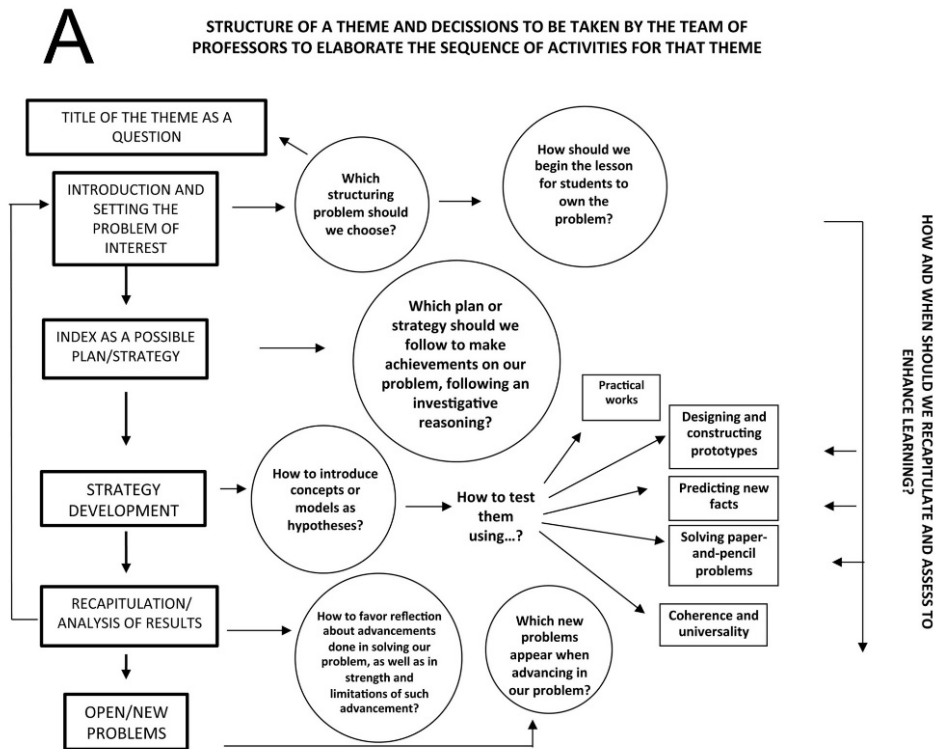 A
STRUCTURE OF A THEME AND DECISSIONS TO BE TAKEN BY THE TEAM OF
PROFESSORS TO ELABORATE THE SEQUENCE OF ACTIVITIES FOR THAT THEME
TITLE OF THE THEME AS A
QUESTION
INTRODUCTION AND
SETTING THE
PROBLEM OF
INTEREST
Which
structuring
problem should
we choose?
How should we
begin the lesson
for students to
own the
problem?
INDEX AS A POSSIBLE
PLAN/STRATEGY
Which plan or
strategy should we
follow to make
achievements on our
problem, following an
investigative
reasoning?
STRATEGY
DEVELOPMENT
How to introduce
concepts or
models as
hypotheses?
How to test
them
using...?
Practical
works
Designing and
constructing
prototypes
Predicting new
facts
Solving paper-
and-pencil
problems
Coherence and
universality
RECAPITULATION/
ANALYSIS OF RESULTS
How to favor reflection
about advancements
done in solving our
problem, as well as in
strength and
limitations of such
advancement?
Which new
problems
appear when
advancing in
our problem?
OPEN/NEW
PROBLEMS
HOW AND WHEN SHOULD WE RECAPITULATE AND ASSESS TO
ENHANCE LEARNING?